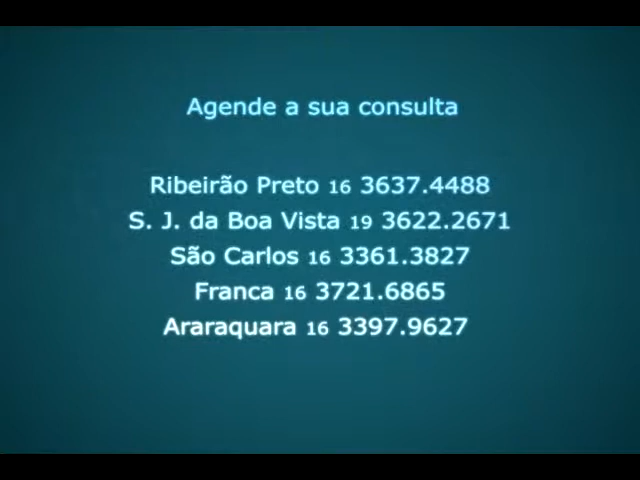 Agende a sua consulta
Ribeirão Preto 16 3637.4488
S. J. da Boa Vista 19 3622.2671
São Carlos 16 3361.3827
Franca 16 3721.6865
Araraquara 16 3397.9627